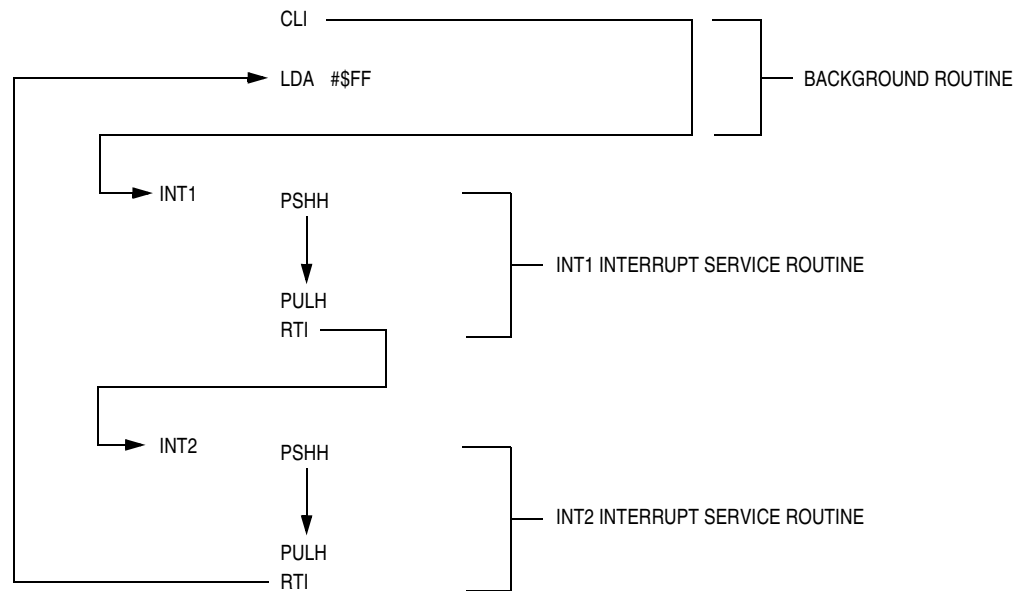 CLI
LDA #$FF
BACKGROUND ROUTINE
INT1
PSHH
INT1 INTERRUPT SERVICE ROUTINE
PULH
RTI
INT2
PSHH
INT2 INTERRUPT SERVICE ROUTINE
PULH
RTI